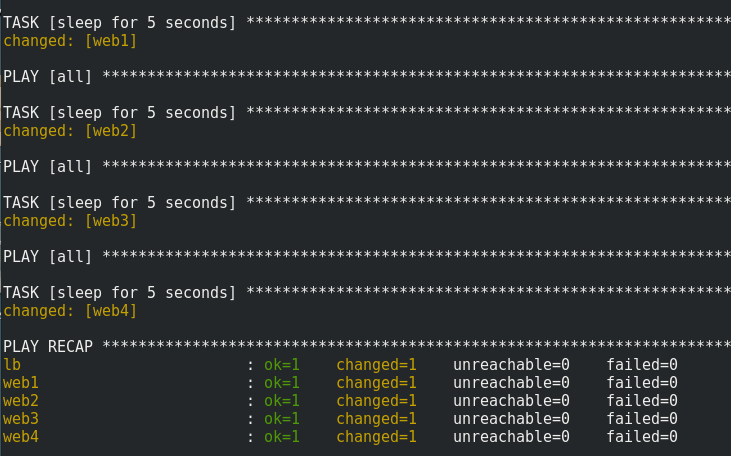 TASK [sleep for 5 seconds] ******************************************************
changed: [web1]
PLAY [all] **********************************************************************
TASK [sleep for 5 seconds] ******************************************************
changed: [web2]
PLAY [all] **********************************************************************
TASK [sleep for 5 seconds] ******************************************************
changed: [web3]
PLAY [all] **********************************************************************
TASK [sleep for 5 seconds] ******************************************************
changed: [web4]
PLAY RECAP **********************************************************************
lb : ok=1 changed=1 unreachable=0 failed=0
web1 : ok=1 changed=1 unreachable=0 failed=0
web2 : ok=1 changed=1 unreachable=0 failed=0
web3 : ok=1 changed=1 unreachable=0 failed=0
web4 : ok=1 changed=1 unreachable=0 failed=0